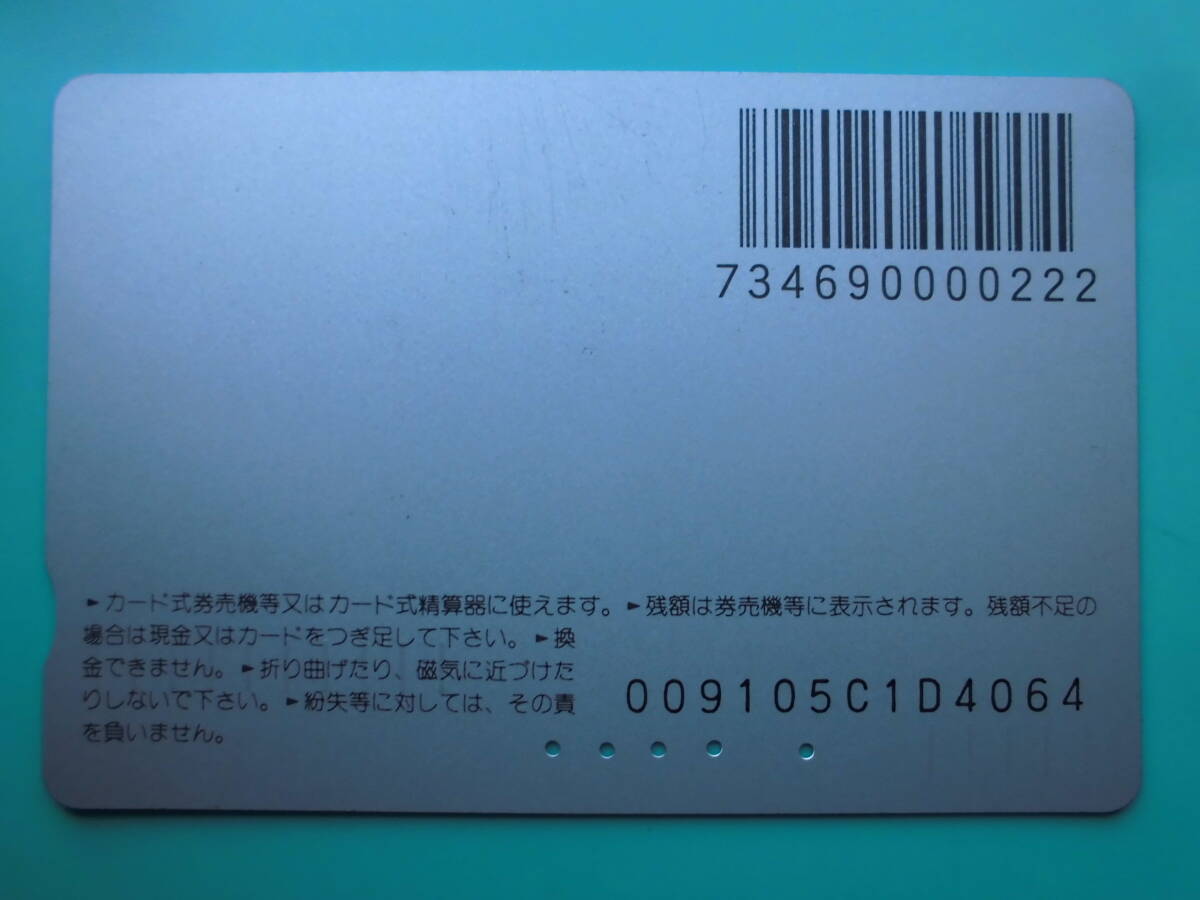 734690000222
►カード式券売機等又はカード式精算器に使えます。►残額は券売機等に表示されます。残額不足の
場合は現金又はカードをつぎ足して下さい。►換
金できません。►折り曲げたり、磁気に近づけた
りしないで下さい。►紛失等に対しては、その責
を負いません。
009105C1D4064